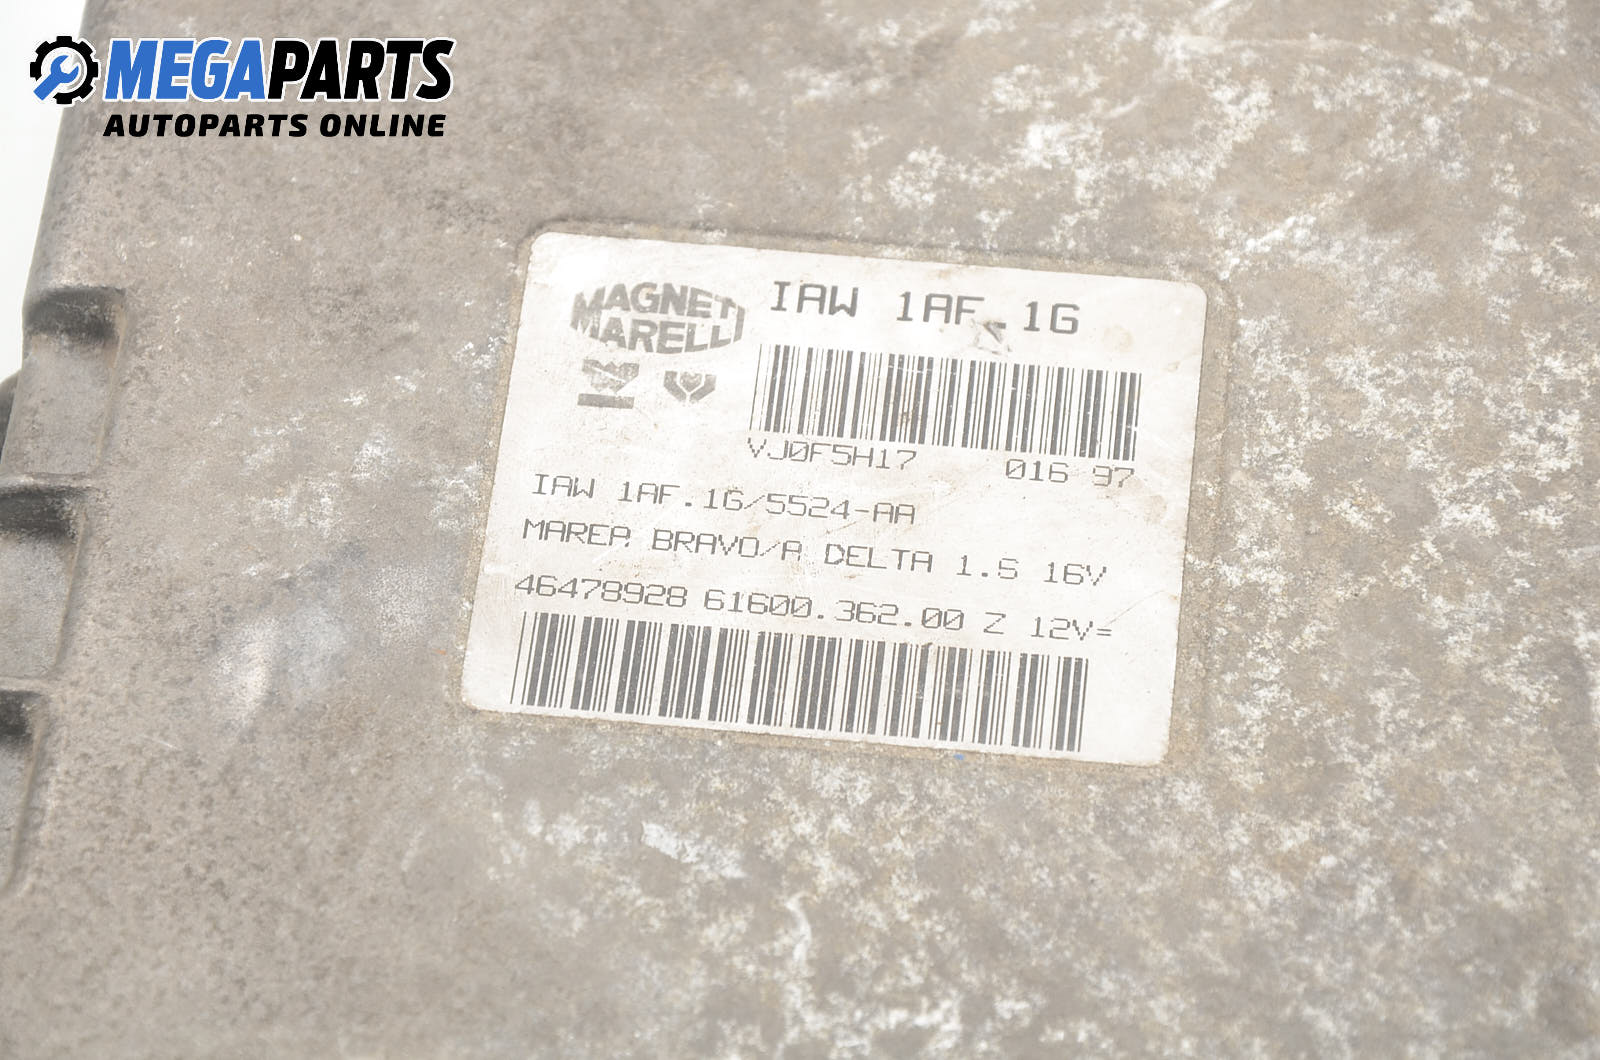 MEGAPARTS
AUTOPARTS ONLINE
MAGNETI
MARELLI
IAW 1AF.1G
VJ0F5H17 016 97
IAW 1AF.1G/5524-AA
MAREA BRAVO/A DELTA 1.6 16V
46478928 61600.362.00 Z 12V=